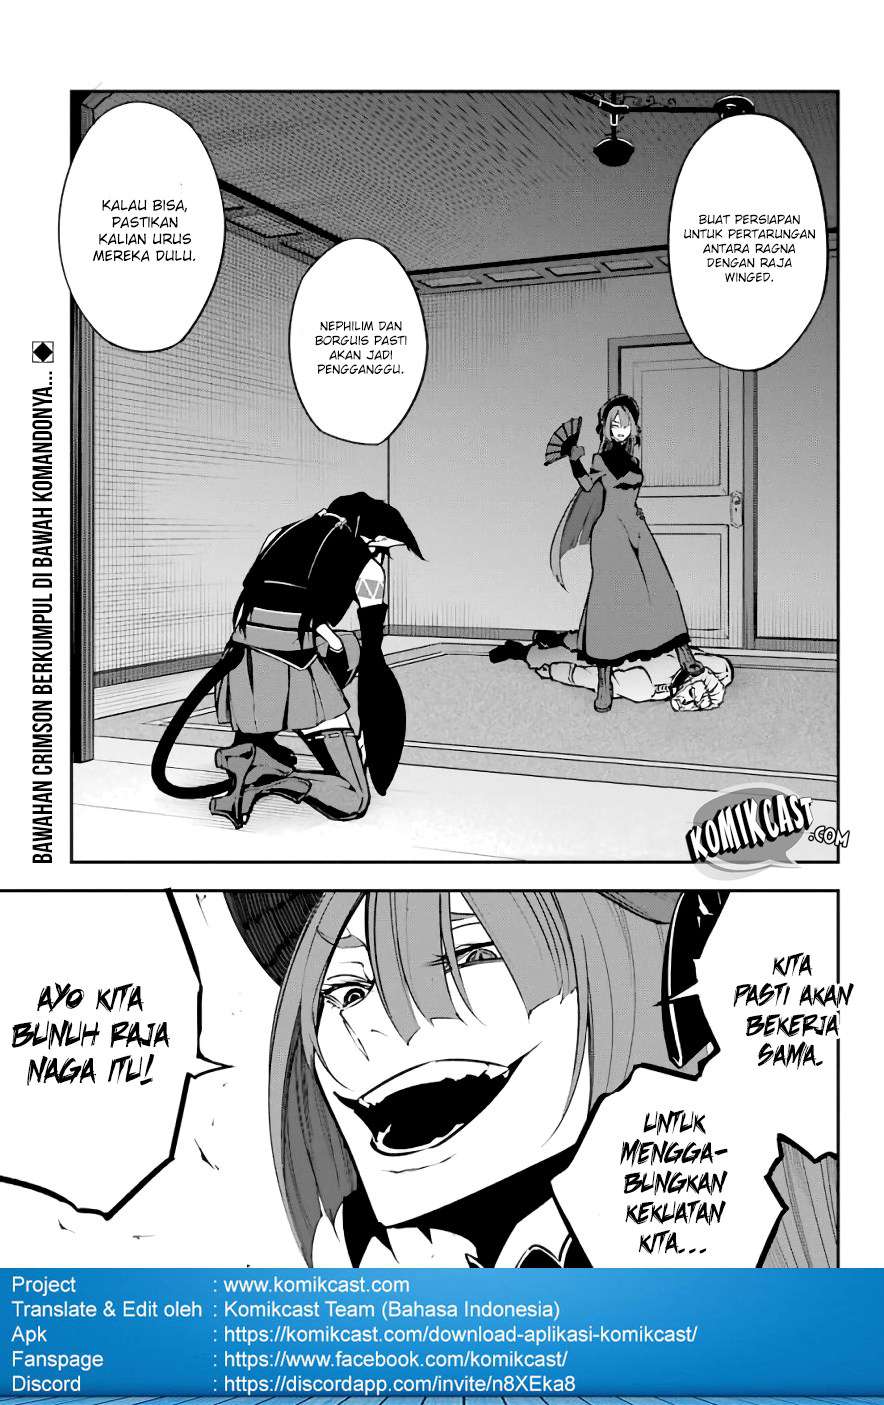 BUAT PERSIAPAN
UNTUK PERTARUNGAN
ANTARA RAGNA
DENGAN RAJA
WINGED.
NEPHILIM DAN
BORGUIS PASTI
AKAN JADI
PENGGANGGU.
KALAU BISA,
PASTIKAN
KALIAN URUS
MEREKA DULU.
BAWAHAN CRIMSON BERKUMPUL DI BAWAH KOMANDONYA...
KOMIKCAST.COM
KITA
PASTI AKAN
BEKERJA
SAMA.
UNTUK
MENGGA-
BUNGKAN
KEKUATAN
KITA...
AYO KITA
BUNUH RAJA
NAGA ITU!
Project : www.komikcast.com
Translate & Edit oleh : Komikcast Team (Bahasa Indonesia)
Apk : https://komikcast.com/download-aplikasi-komikcast/
Fanspage : https://www.facebook.com/komikcast/
Discord : https://discordapp.com/invite/n8XEka8